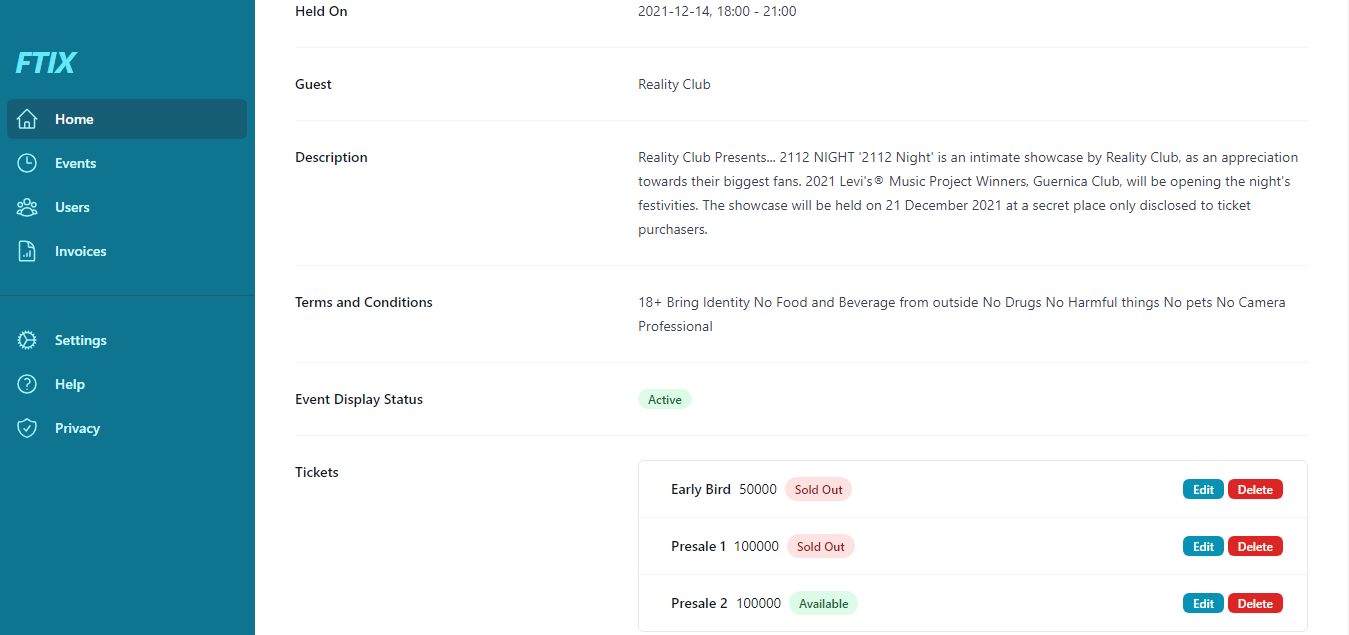 FTIX
Home
Events
Users
Invoices
Settings
Help
Privacy
Held On 2021-12-14, 18:00 - 21:00
Guest Reality Club
Description Reality Club Presents... 2112 NIGHT '2112 Night' is an intimate showcase by Reality Club, as an appreciation
towards their biggest fans. 2021 Levi's® Music Project Winners, Guernica Club, will be opening the night's
festivities. The showcase will be held on 21 December 2021 at a secret place only disclosed to ticket
purchasers.
Terms and Conditions 18+ Bring Identity No Food and Beverage from outside No Drugs No Harmful things No pets No Camera
Professional
Event Display Status Active
Tickets
Early Bird 50000 Sold Out Edit Delete
Presale 1 100000 Sold Out Edit Delete
Presale 2 100000 Available Edit Delete